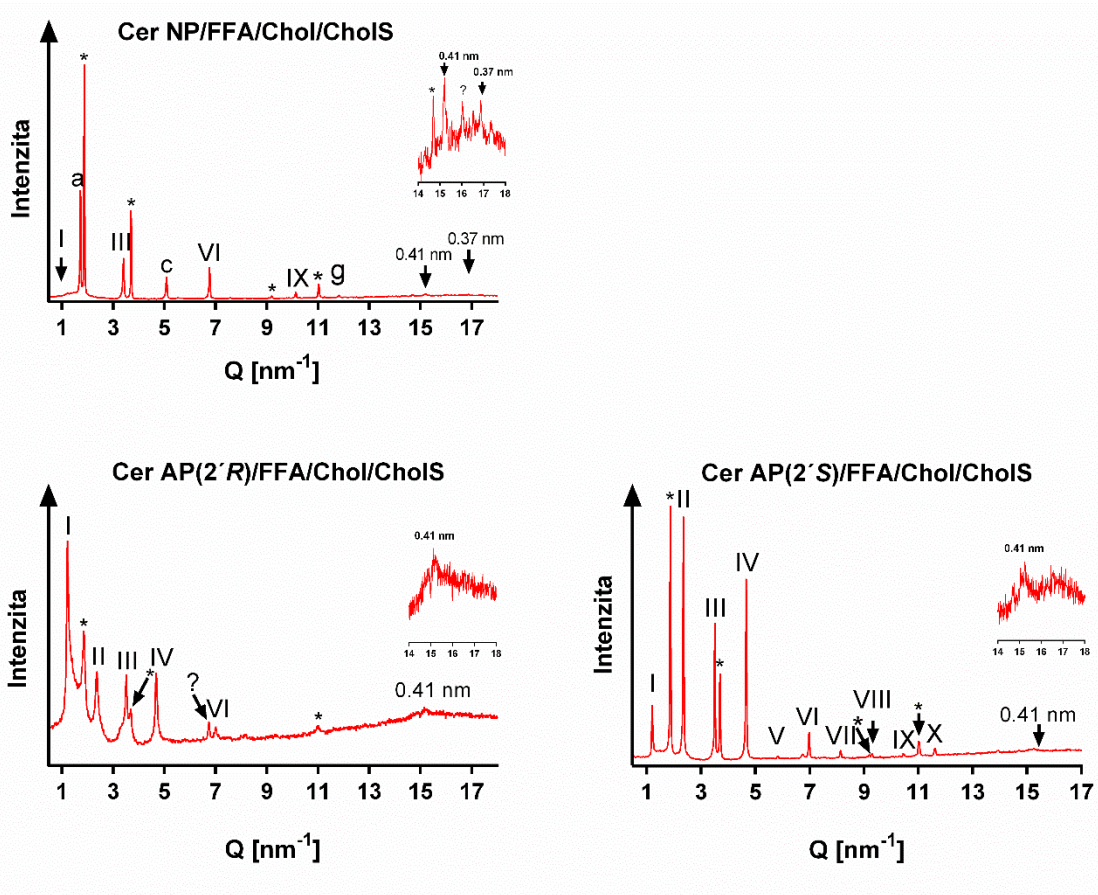 Cer NP/FFA/Chol/CholS
Intenzita
* 
a
I
III
*
c
VI
*
IX
*
g
0.41 nm
0.37 nm
0.41 nm
0.37 nm
*
?
14 15 16 17 18
1 3 5 7 9 11 13 15 17
Q [nm-1]
Cer AP(2´R)/FFA/Chol/CholS
Intenzita
I
*
II
III
*
IV
?
VI
*
0.41 nm
0.41 nm
14 15 16 17 18
1 3 5 7 9 11 13 15 17
Q [nm-1]
Cer AP(2´S)/FFA/Chol/CholS
Intenzita
I
*
II
III
*
IV
V
VI
VII
*
VIII
IX
*
X
0.41 nm
0.41 nm
14 15 16 17 18
1 3 5 7 9 11 13 15 17
Q [nm-1]